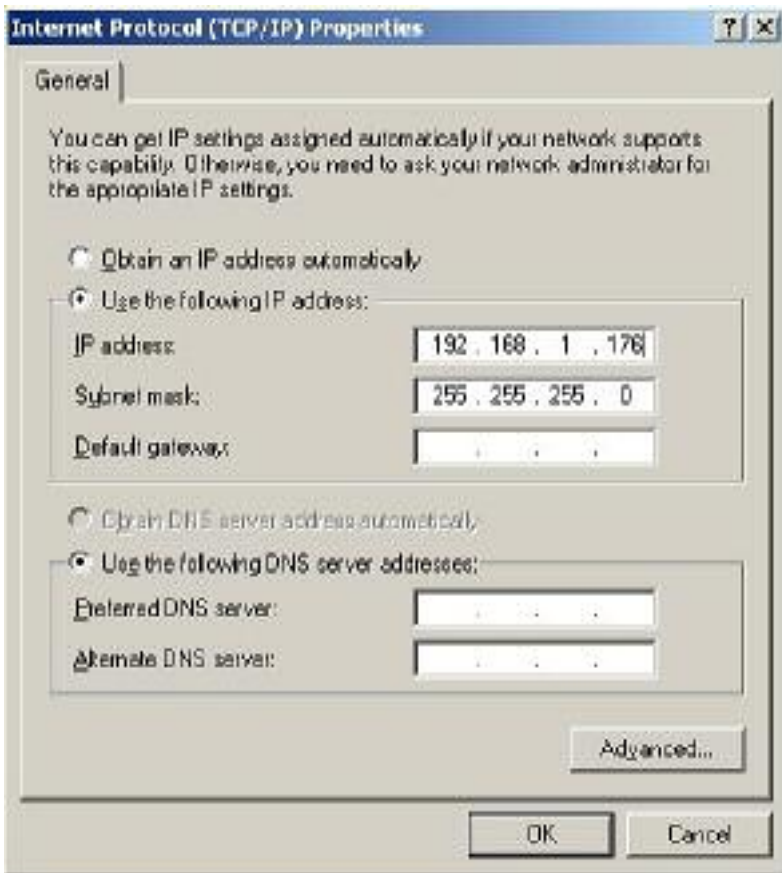 Internet Protocol (TCP/IP) Properties
General
You can get IP settings assigned automatically if your network supports
this capability. Otherwise, you need to ask your network administrator for
the appropriate IP settings.
Obtain an IP address automatically
Use the following IP address:
IP address:
192 . 168 . 1 . 176
Subnet mask:
255 . 255 . 255 . 0
Default gateway:
Obtain DNS server address automatically
Use the following DNS server addresses:
Preferred DNS server:
Alternate DNS server:
Advanced...
OK
Cancel